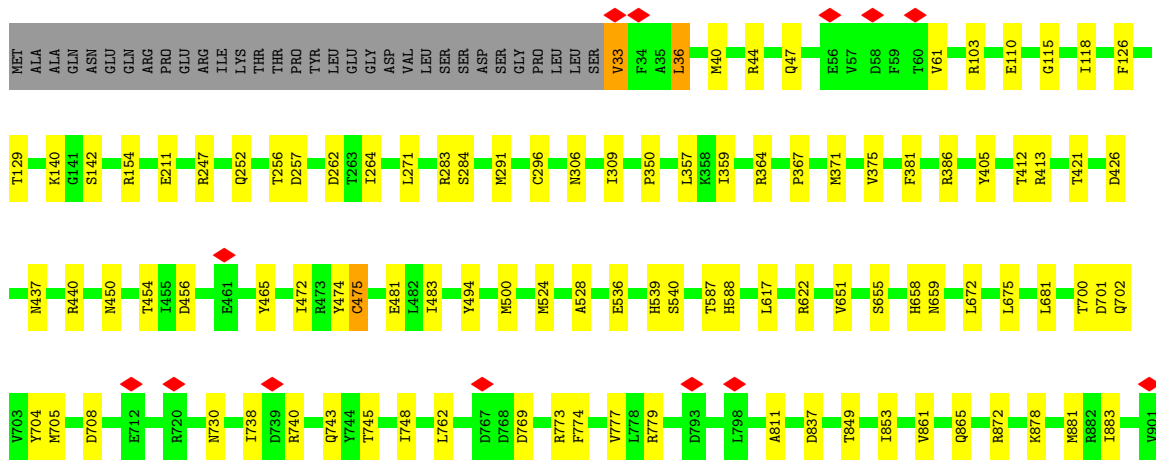 MET ALA ALA GLN ASN GLU GLN ARG PRO GLU ARG ILE LYS THR THR PRO TYR LEU GLU GLY ASP VAL LEU SER SER ASP SER GLY PRO LEU LEU SER V33 F34 A35 L36 M40 R44 Q47 E56 V57 D58 F59 T60 V61 R103 E110 G115 I118 F126
T129 K140 G141 S142 R154 E211 R247 Q252 T256 D257 D262 T263 I264 L271 R283 S284 M291 C296 N306 I309 P350 L357 K358 I359 R364 P367 M371 V375 F381 R386 Y405 T412 R413 T421 D426
N437 R440 N450 T454 I455 D456 E461 Y465 I472 R473 Y474 C475 E481 L482 I483 Y494 M500 M524 A528 E536 H539 S540 T587 H588 L617 R622 V651 S655 H658 N659 L672 L675 L681 T700 D701 Q702
V703 Y704 M705 D708 E712 R720 N730 I738 D739 R740 Q743 Y744 T745 I748 L762 D767 D768 D769 R773 F774 V777 L778 R779 D793 L798 A811 D837 T849 I853 V861 Q865 R872 K878 M881 R882 I883 V901